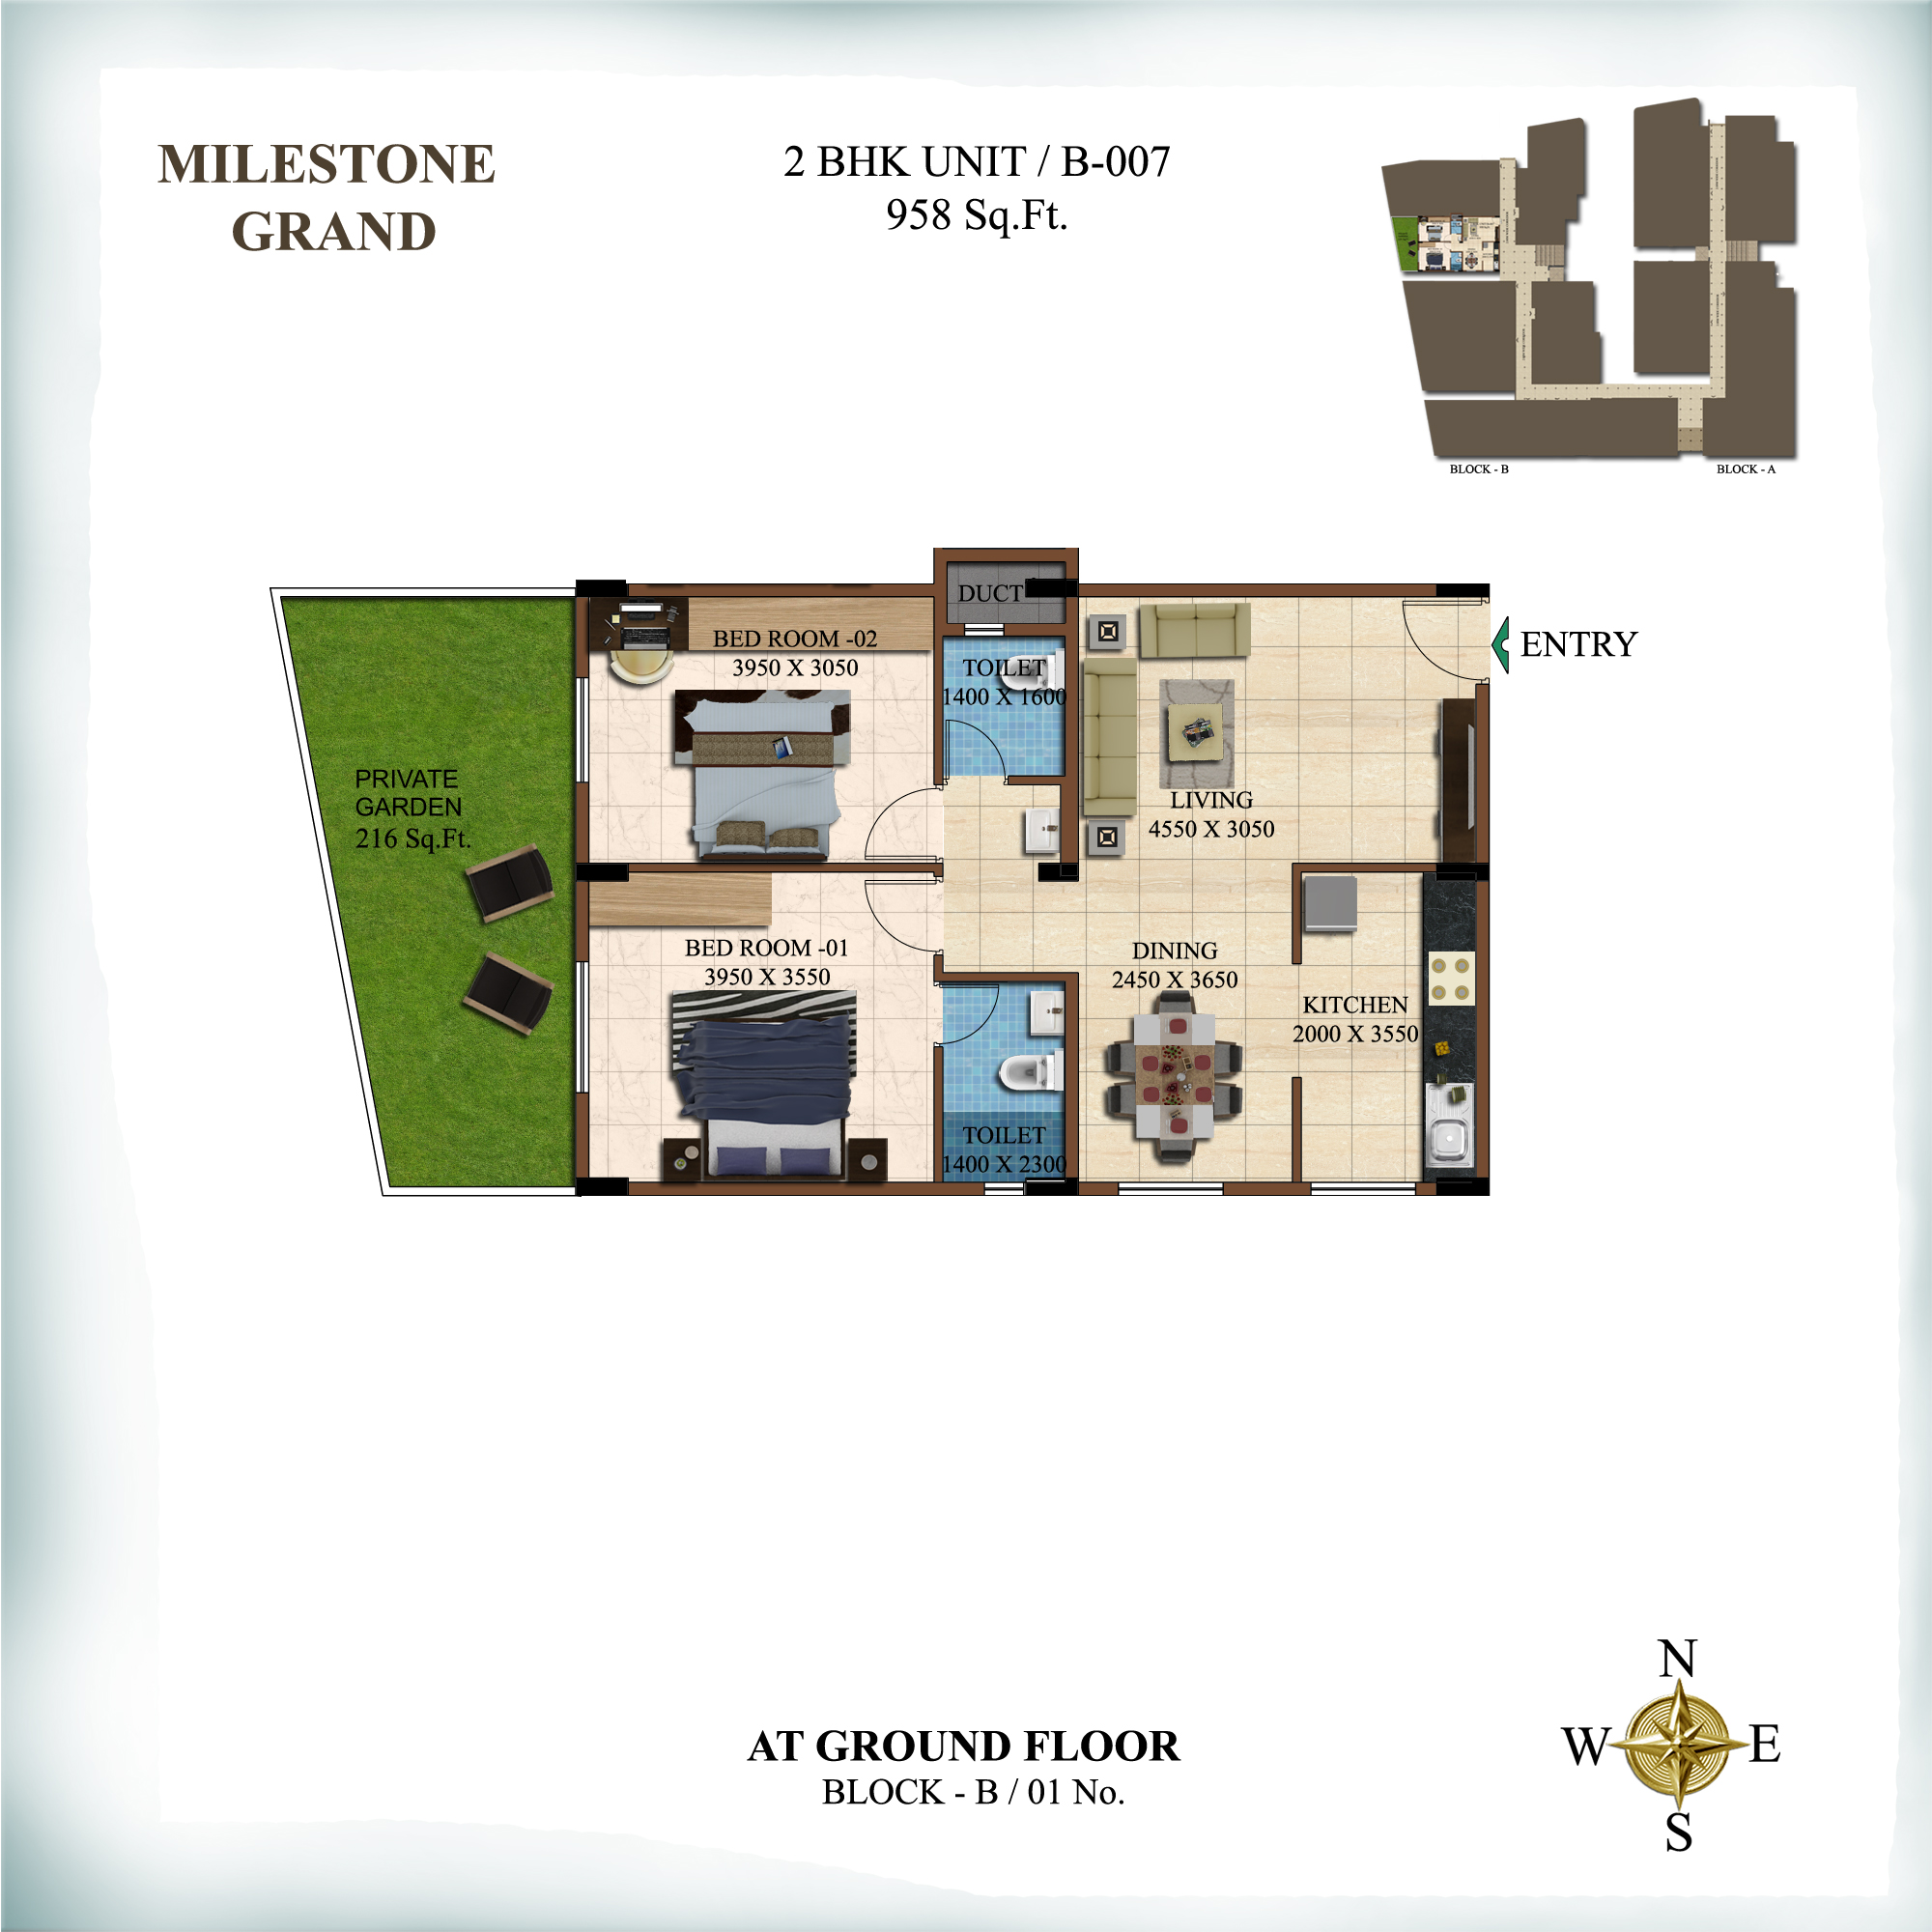 MILESTONE
GRAND
2 BHK UNIT / B-007
958 Sq.Ft.
BLOCK - B
BLOCK - A
DUCT
BED ROOM -02
3950 X 3050
TOILET
1400 X 1600
ENTRY
PRIVATE
GARDEN
216 Sq.Ft.
LIVING
4550 X 3050
BED ROOM -01
3950 X 3550
DINING
2450 X 3650
KITCHEN
2000 X 3550
TOILET
1400 X 2300
AT GROUND FLOOR
BLOCK - B / 01 No.
N
W
E
S